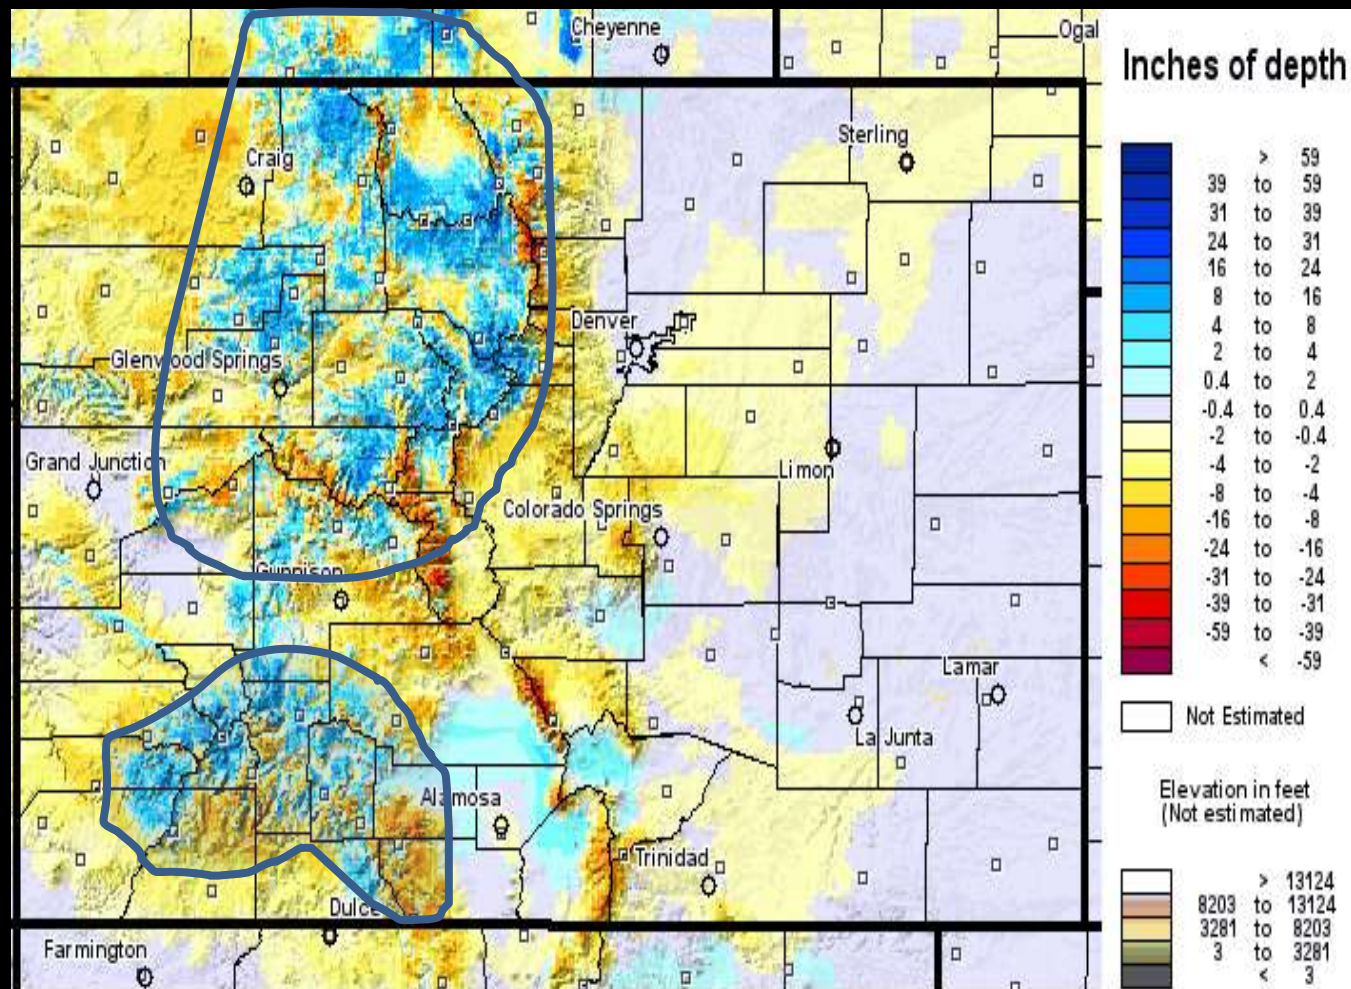 Cheyenne
Ogal
Sterling
Craig
Denver
Glenwood Springs
Grand Junction
Limon
Colorado Springs
Gunnison
Lamar
La Junta
Alamosa
Trinidad
Dulce
Farmington
Inches of depth
> 59
39 to 59
31 to 39
24 to 31
16 to 24
8 to 16
4 to 8
2 to 4
0.4 to 2
-0.4 to 0.4
-2 to -0.4
-4 to -2
-8 to -4
-16 to -8
-24 to -16
-31 to -24
-39 to -31
-59 to -39
< -59
Not Estimated
Elevation in feet
(Not estimated)
> 13124
8203 to 13124
3281 to 8203
3 to 3281
< 3